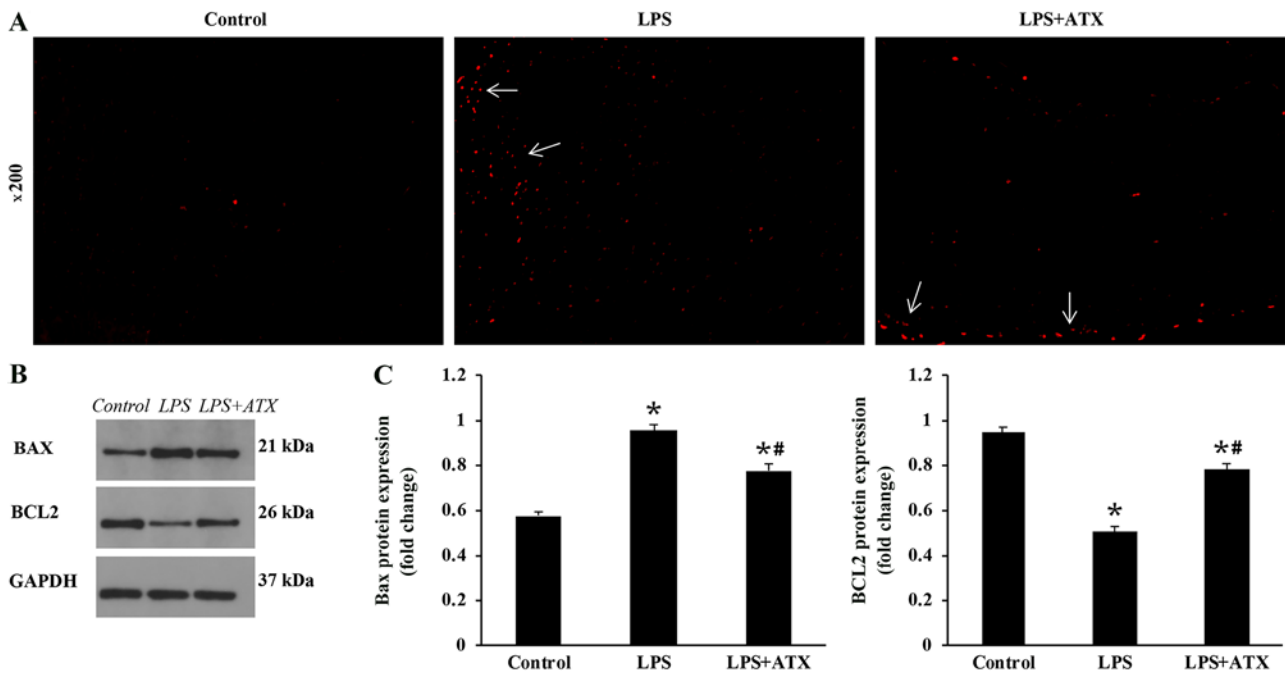 A
Control
LPS
LPS+ATX
x200
B
Control LPS LPS+ATX
BAX
21 kDa
BCL2
26 kDa
GAPDH
37 kDa
C
Bax protein expression
(fold change)
1.2
1
0.8
0.6
0.4
0.2
0
*
*#
Control
LPS
LPS+ATX
BCL2 protein expression
(fold change)
1.2
1
0.8
0.6
0.4
0.2
0
*
*#
Control
LPS
LPS+ATX